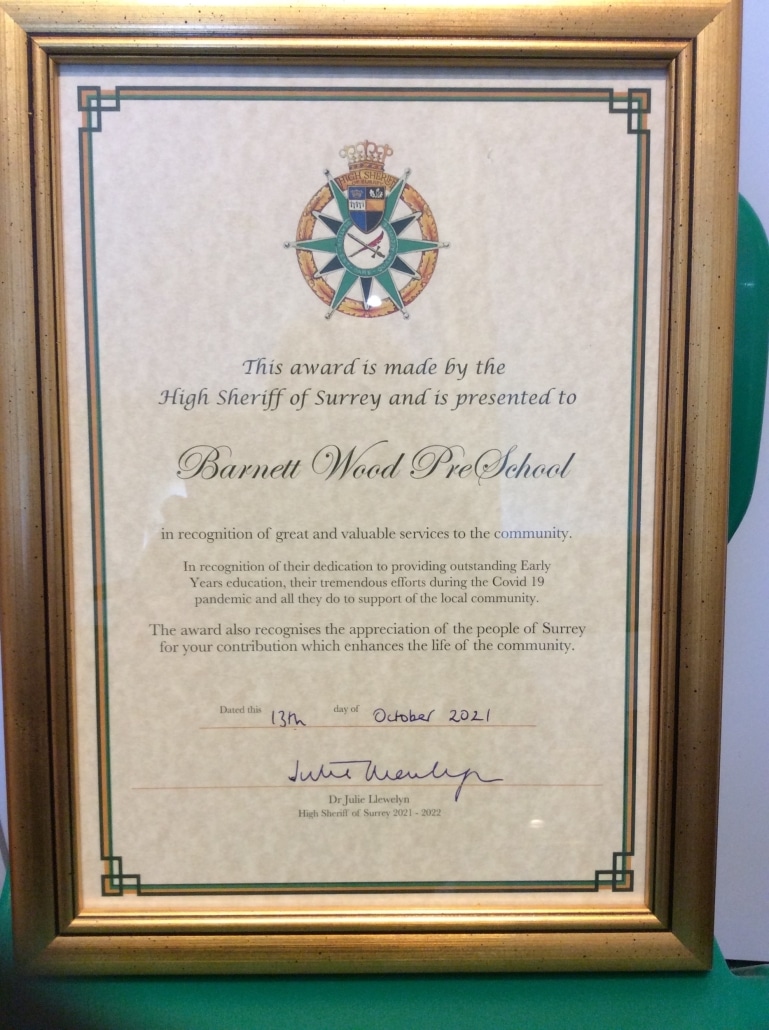 HIGH SHERIFF
This award is made by the
High Sheriff of Surrey and is presented to
Barnett Wood PreSchool
in recognition of great and valuable services to the community.
In recognition of their dedication to providing outstanding Early
Years education, their tremendous efforts during the Covid 19
pandemic and all they do to support of the local community.
The award also recognises the appreciation of the people of Surrey
for your contribution which enhances the life of the community.
Dated this 13th day of October 2021
Julie Llewelyn
Dr Julie Llewelyn
High Sheriff of Surrey 2021 - 2022